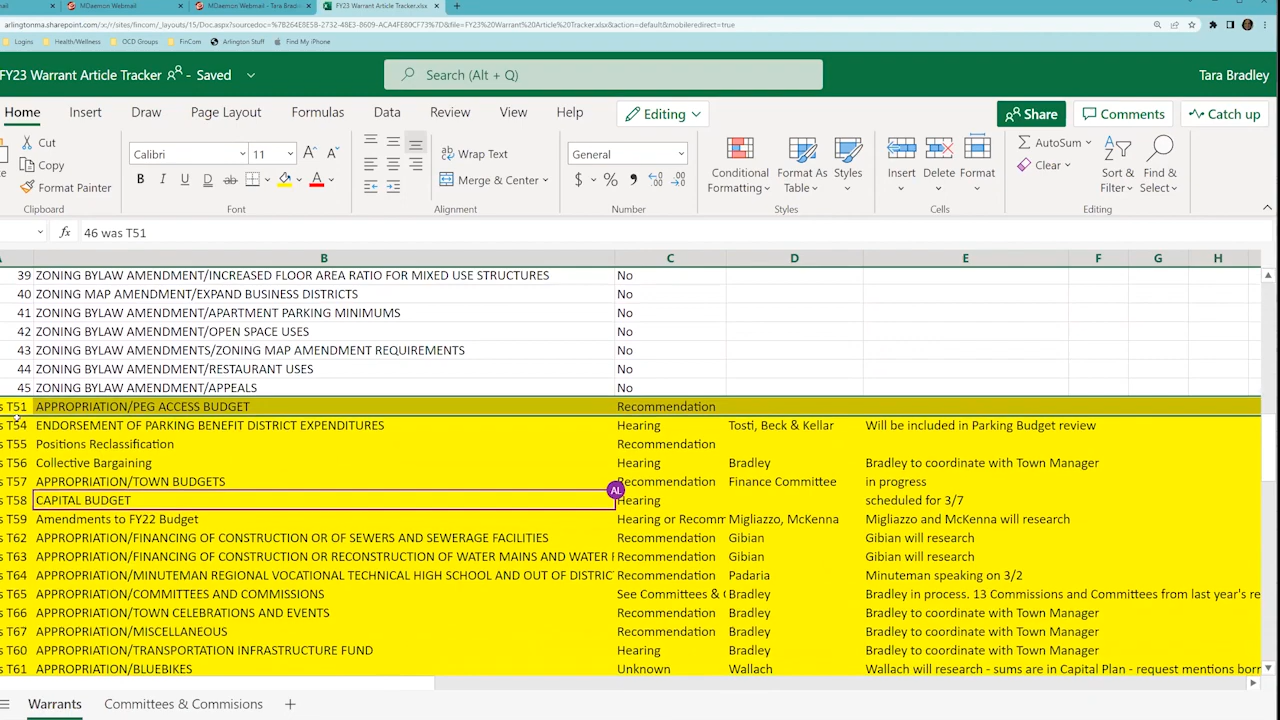 MDaemon Webmail
MDaemon Webmail - Tara Bradle
FY23 Warrant Article Tracker.xlsx
arlingtonma.sharepoint.com/:x:/r/sites/fincom/_layouts/15/Doc.aspx?sourcedoc=%7B264E8E5B-2732-48E3-8609-ACA4FE80CF73%7D&file=FY23%20Warrant%20Article%20Tracker.xlsx&action=default&mobileredirect=true
Logins Health/Wellness OCD Groups FinCom Arlington Stuff Find My iPhone
FY23 Warrant Article Tracker - Saved
Search (Alt + Q)
Tara Bradley
Home Insert Draw Page Layout Formulas Data Review View Help Editing Share Comments Catch up
Cut
Copy
Format Painter
Clipboard
Calibri 11 A A
B I U D ab A
Font
Wrap Text
Merge & Center
Alignment
General
$ % 9
Number
Conditional Formatting
Format As Table
Styles
Styles
Insert Delete Format
Cells
AutoSum
Clear
Sort & Filter
Find & Select
Editing
fx 46 was T51
B C D E F G H
39 ZONING BYLAW AMENDMENT/INCREASED FLOOR AREA RATIO FOR MIXED USE STRUCTURES No
40 ZONING MAP AMENDMENT/EXPAND BUSINESS DISTRICTS No
41 ZONING BYLAW AMENDMENT/APARTMENT PARKING MINIMUMS No
42 ZONING BYLAW AMENDMENT/OPEN SPACE USES No
43 ZONING BYLAW AMENDMENTS/ZONING MAP AMENDMENT REQUIREMENTS No
44 ZONING BYLAW AMENDMENT/RESTAURANT USES No
45 ZONING BYLAW AMENDMENT/APPEALS No
s T51 APPROPRIATION/PEG ACCESS BUDGET Recommendation
s T54 ENDORSEMENT OF PARKING BENEFIT DISTRICT EXPENDITURES Hearing Tosti, Beck & Kellar Will be included in Parking Budget review
s T55 Positions Reclassification Recommendation
s T56 Collective Bargaining Hearing Bradley Bradley to coordinate with Town Manager
s T57 APPROPRIATION/TOWN BUDGETS Recommendation Finance Committee in progress
AL
s T58 CAPITAL BUDGET Hearing scheduled for 3/7
s T59 Amendments to FY22 Budget Hearing or Recomm Migliazzo, McKenna Migliazzo and McKenna will research
s T62 APPROPRIATION/FINANCING OF CONSTRUCTION OR OF SEWERS AND SEWERAGE FACILITIES Recommendation Gibian Gibian will research
s T63 APPROPRIATION/FINANCING OF CONSTRUCTION OR RECONSTRUCTION OF WATER MAINS AND WATER F Recommendation Gibian Gibian will research
s T64 APPROPRIATION/MINUTEMAN REGIONAL VOCATIONAL TECHNICAL HIGH SCHOOL AND OUT OF DISTRIC Recommendation Padaria Minuteman speaking on 3/2
s T65 APPROPRIATION/COMMITTEES AND COMMISSIONS See Committees & C Bradley Bradley in process. 13 Commissions and Committees from last year's re
s T66 APPROPRIATION/TOWN CELEBRATIONS AND EVENTS Recommendation Bradley Bradley to coordinate with Town Manager
s T67 APPROPRIATION/MISCELLANEOUS Recommendation Bradley Bradley to coordinate with Town Manager
s T60 APPROPRIATION/TRANSPORTATION INFRASTRUCTURE FUND Hearing Bradley Bradley to coordinate with Town Manager
s T61 APPROPRIATION/BLUEBIKES Unknown Wallach Wallach will research - sums are in Capital Plan - request mentions borr
Warrants Committees & Commisions